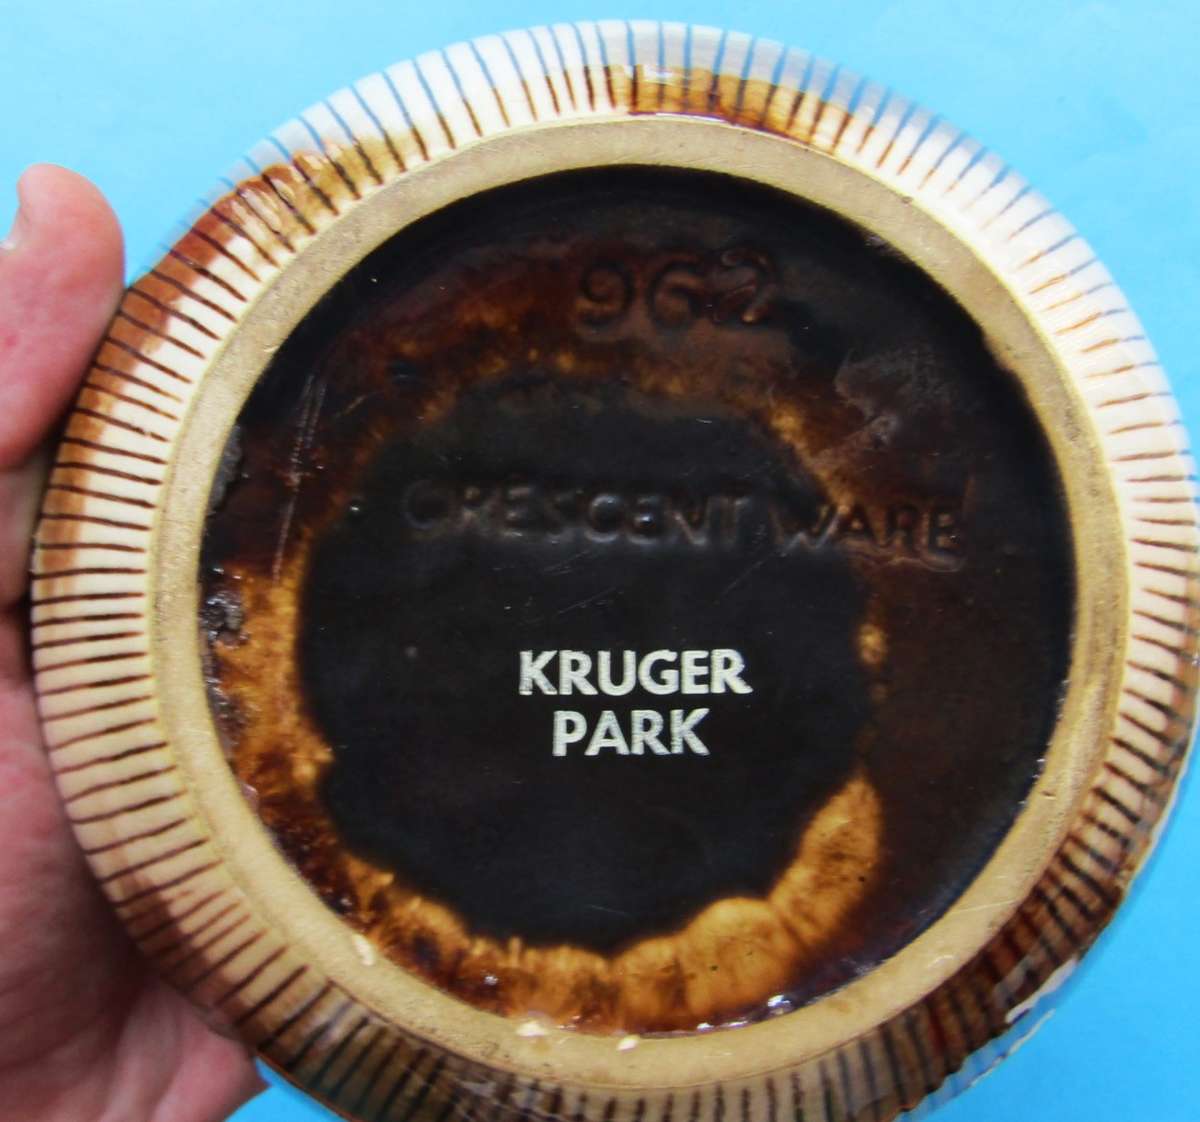 962
CRESCENT WARE
KRUGER
PARK